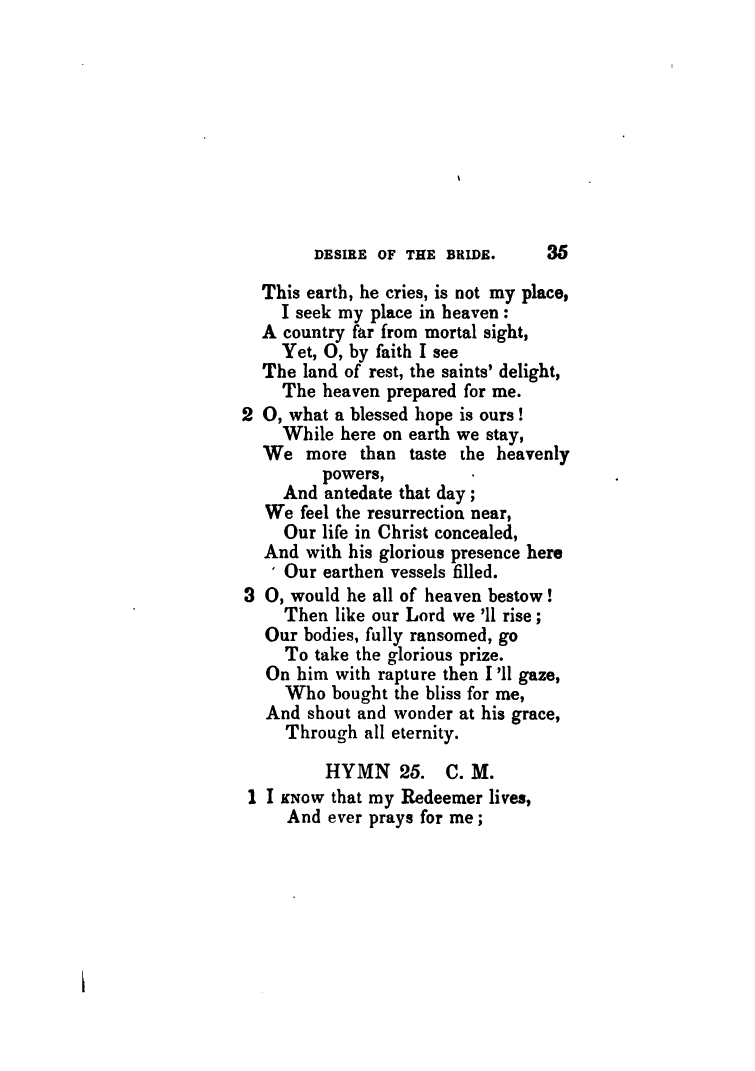 DESIRE OF THE BRIDE. 35
This earth, he cries, is not my place,
I seek my place in heaven :
A country far from mortal sight,
Yet, O, by faith I see
The land of rest, the saints' delight,
The heaven prepared for me.
2 O, what a blessed hope is ours !
While here on earth we stay,
We more than taste the heavenly
powers,
And antedate that day ;
We feel the resurrection near,
Our life in Christ concealed,
And with his glorious presence here
Our earthen vessels filled.
3 O, would he all of heaven bestow !
Then like our Lord we 'll rise ;
Our bodies, fully ransomed, go
To take the glorious prize.
On him with rapture then I 'll gaze,
Who bought the bliss for me,
And shout and wonder at his grace,
Through all eternity.
HYMN 25. C. M.
1 I KNOW that my Redeemer lives,
And ever prays for me ;